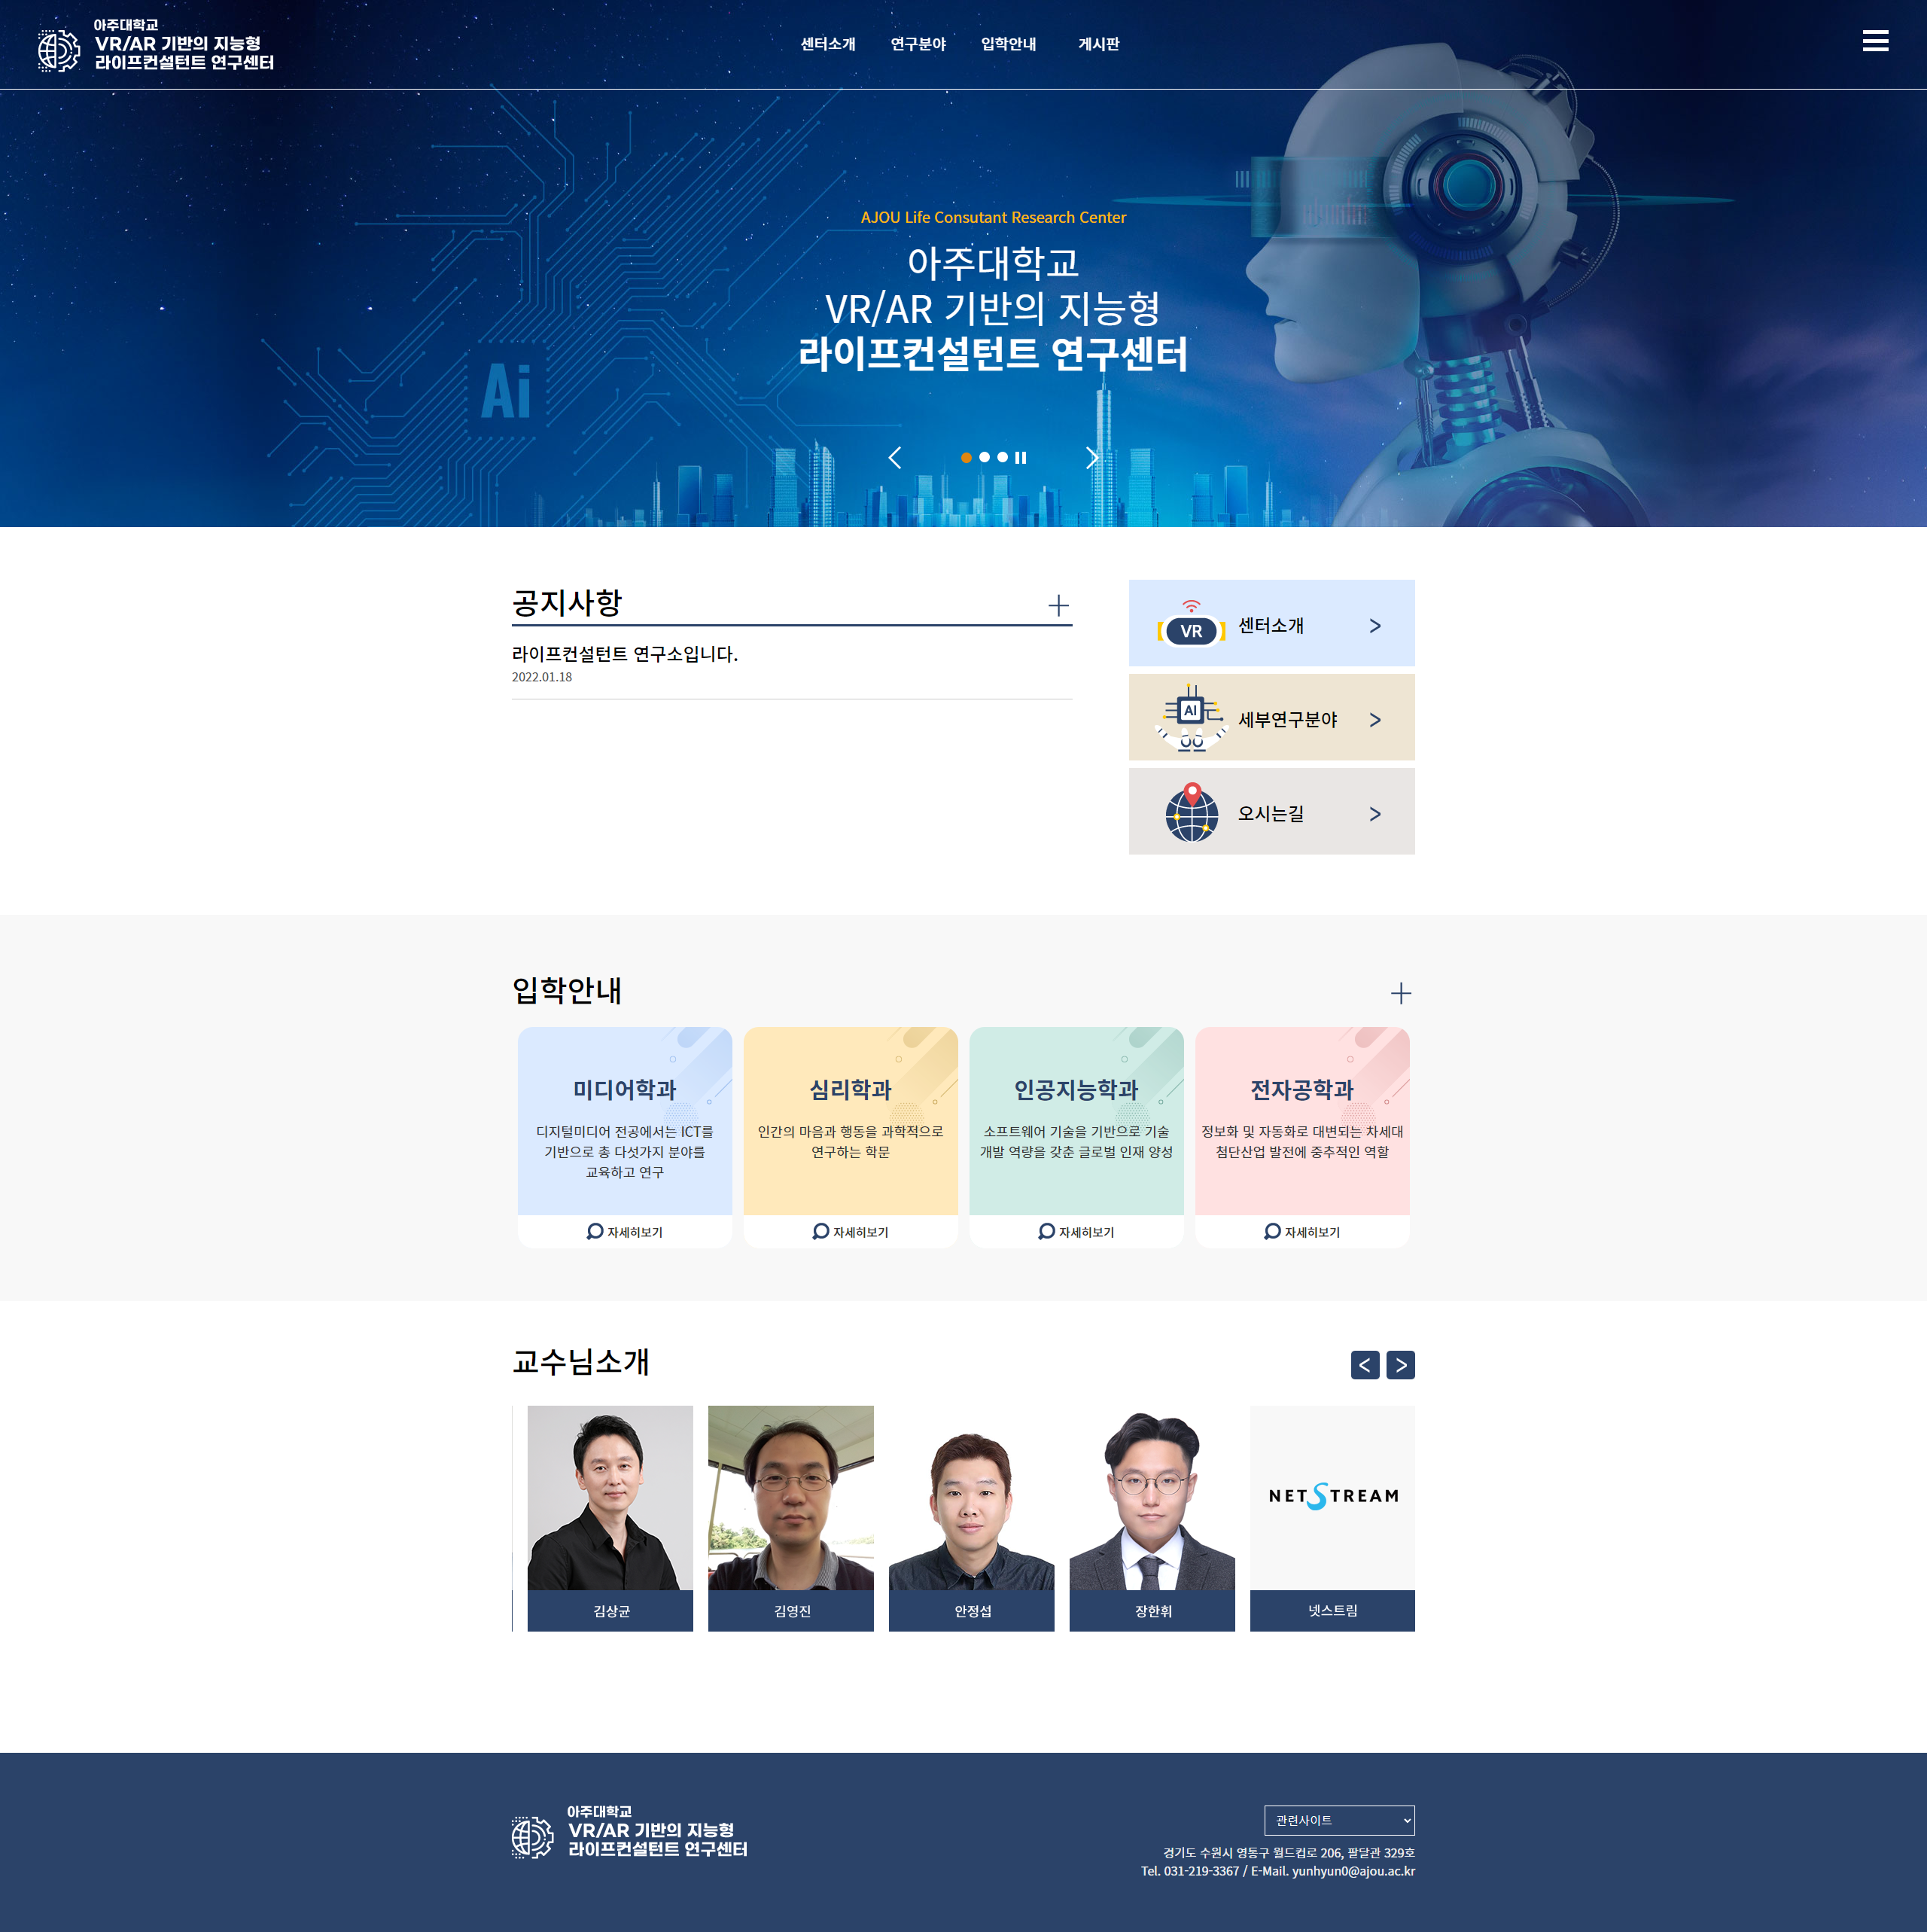 아주대학교
VR/AR 기반의 지능형
라이프컨설턴트 연구센터
센터소개
연구분야
입학안내
게시판
AJOU Life Consutant Research Center
아주대학교
VR/AR 기반의 지능형
라이프컨설턴트 연구센터
Ai
공지사항
라이프컨설턴트 연구소입니다.
2022.01.18
VR
센터소개
AI
세부연구분야
오시는길
입학안내
미디어학과
디지털미디어 전공에서는 ICT를
기반으로 총 다섯가지 분야를
교육하고 연구
자세히보기
심리학과
인간의 마음과 행동을 과학적으로
연구하는 학문
자세히보기
인공지능학과
소프트웨어 기술을 기반으로 기술
개발 역량을 갖춘 글로벌 인재 양성
자세히보기
전자공학과
정보화 및 자동화로 대변되는 차세대
첨단산업 발전에 중추적인 역할
자세히보기
교수님소개
김상균
김영진
안정섭
장한휘
NETSTREAM
넷스트림
아주대학교
VR/AR 기반의 지능형
라이프컨설턴트 연구센터
관련사이트
경기도 수원시 영통구 월드컵로 206, 팔달관 329호
Tel. 031-219-3367 / E-Mail. yunhyun0@ajou.ac.kr